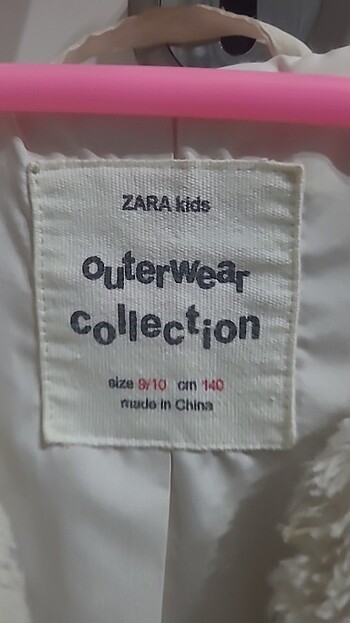 ZARA kids
outerwear
collection
size 9/10 cm 140
made in China